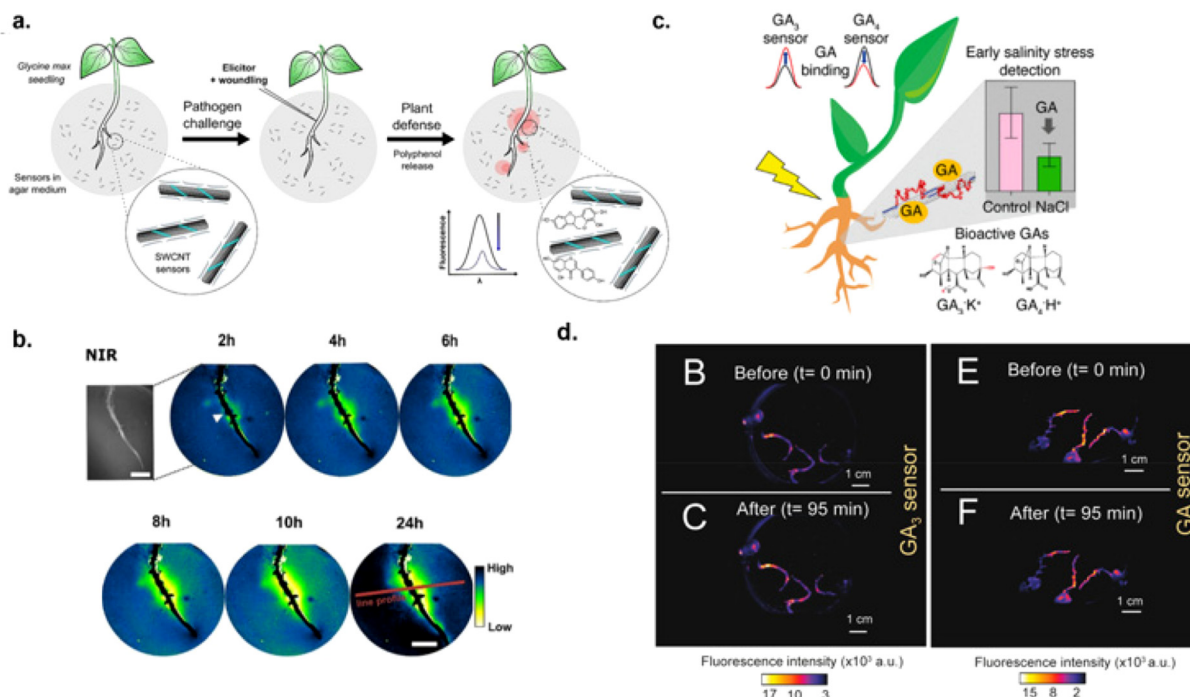 a.
Glycine max
seedling
Pathogen
challenge
Elicitor
+ woundling
Plant
defense
Polyphenol
release
Sensors in
agar medium
SWCNT
sensors
Fluorescence
λ
b.
NIR
2h
4h
6h
8h
10h
24h
line profile
High
Low
c.
GA3
sensor
GA4
sensor
GA
binding
Early salinity stress
detection
GA
GA
GA
Control NaCl
Bioactive GAs
GA3-K+
GA4-H+
d.
B
Before (t= 0 min)
1 cm
C
After (t= 95 min)
1 cm
GA3 sensor
E
Before (t= 0 min)
1 cm
F
After (t= 95 min)
1 cm
GA sensor
Fluorescence intensity (x10³ a.u.)
17 10 3
Fluorescence intensity (x10³ a.u.)
15 8 2